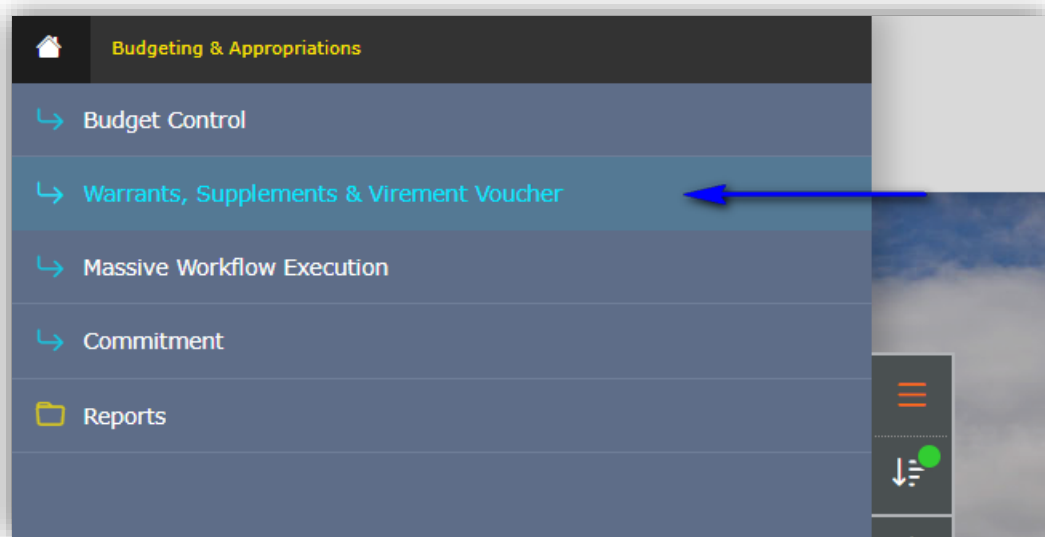 Budgeting & Appropriations
Budget Control
Warrants, Supplements & Virement Voucher
Massive Workflow Execution
Commitment
Reports